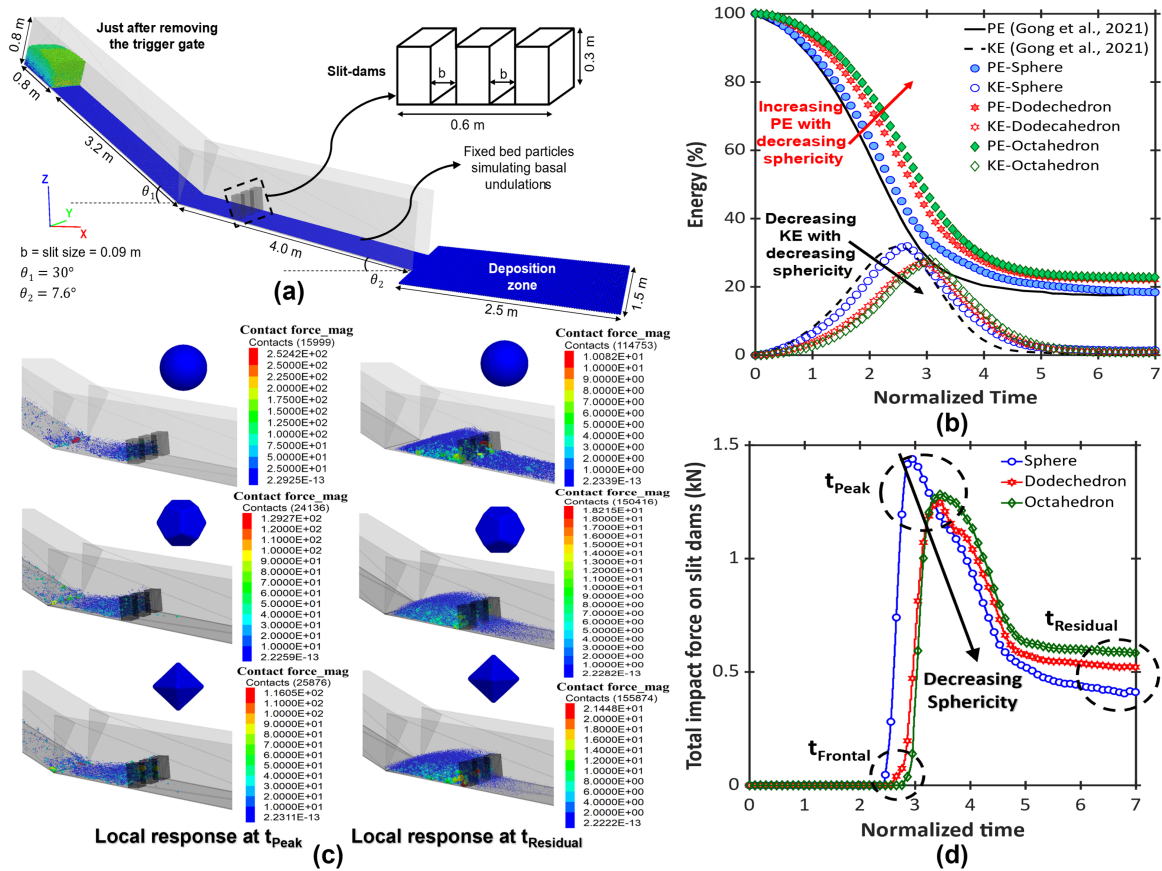 0.8 m
Just after removing
the trigger gate
0.8 m
3.2 m
Slit-dams
b
b
0.3 m
0.6 m
Fixed bed particles
simulating basal
undulations
Z
Y
X
θ1
b = slit size = 0.09 m
θ1 = 30°
θ2 = 7.6°
4.0 m
θ2
Deposition
zone
1.5 m
2.5 m
(a)
100
80
60
40
20
0
Energy (%)
0 1 2 3 4 5 6 7
Normalized Time
PE (Gong et al., 2021)
KE (Gong et al., 2021)
PE-Sphere
KE-Sphere
PE-Dodechedron
KE-Dodecahedron
PE-Octahedron
KE-Octahedron
Increasing
PE with
decreasing
sphericity
Decreasing
KE with
decreasing
sphericity
(b)
Contact force_mag
Contacts (15999)
2.5242E+02
2.5000E+02
2.2500E+02
2.0000E+02
1.7500E+02
1.5000E+02
1.2500E+02
1.0000E+02
7.5000E+01
5.0000E+01
2.5000E+01
2.2925E-13
Contact force_mag
Contacts (114753)
1.0082E+01
1.0000E+01
9.0000E+00
8.0000E+00
7.0000E+00
6.0000E+00
5.0000E+00
4.0000E+00
3.0000E+00
2.0000E+00
1.0000E+00
2.2339E-13
Contact force_mag
Contacts (24136)
1.2927E+02
1.2000E+02
1.1000E+02
1.0000E+02
9.0000E+01
8.0000E+01
7.0000E+01
6.0000E+01
5.0000E+01
4.0000E+01
3.0000E+01
2.0000E+01
1.0000E+01
2.2259E-13
Contact force_mag
Contacts (150416)
1.8215E+01
1.8000E+01
1.7000E+01
1.6000E+01
1.5000E+01
1.4000E+01
1.3000E+01
1.2000E+01
1.1000E+01
1.0000E+01
9.0000E+00
8.0000E+00
7.0000E+00
6.0000E+00
5.0000E+00
4.0000E+00
3.0000E+00
2.0000E+00
1.0000E+00
2.2282E-13
Contact force_mag
Contacts (25876)
1.1605E+02
1.1000E+02
1.0000E+02
9.0000E+01
8.0000E+01
7.0000E+01
6.0000E+01
5.0000E+01
4.0000E+01
3.0000E+01
2.0000E+01
1.0000E+01
2.2311E-13
Contact force_mag
Contacts (155874)
2.1448E+01
2.0000E+01
1.8000E+01
1.6000E+01
1.4000E+01
1.2000E+01
1.0000E+01
8.0000E+00
6.0000E+00
4.0000E+00
2.0000E+00
2.2222E-13
Local response at tPeak
Local response at tResidual
(c)
1.5
1
0.5
0
Total impact force on slit dams (kN)
0 1 2 3 4 5 6 7
Normalized time
Sphere
Dodechedron
Octahedron
tPeak
tResidual
Decreasing
Sphericity
tFrontal
(d)